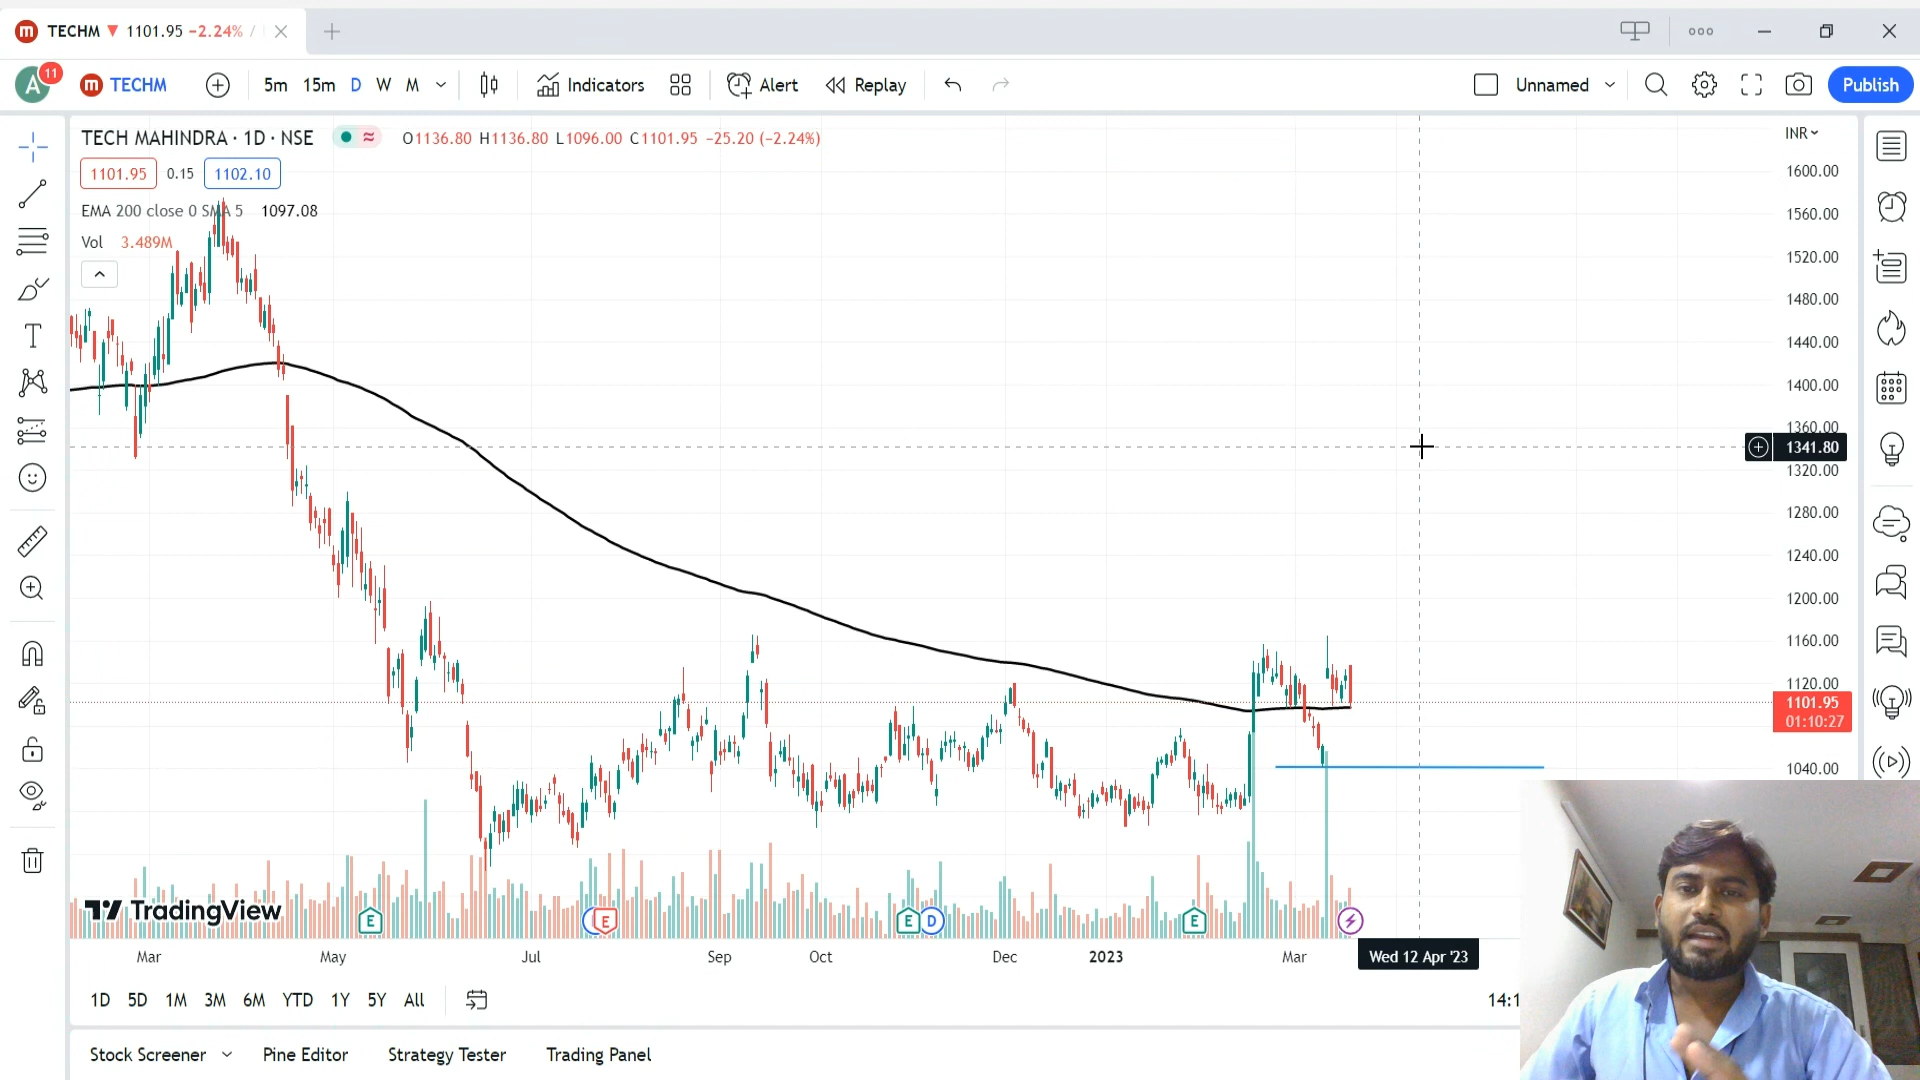 TECHM 1101.95 −2.24% /
A 11 TECHM 5m 15m D W M Indicators Alert Replay Unnamed Publish
TECH MAHINDRA · 1D · NSE O1136.80 H1136.80 L1096.00 C1101.95 −25.20 (−2.24%)
INR
1101.95 0.15 1102.10
EMA 200 close 0 SMA 5 1097.08
Vol 3.489M
1600.00
1560.00
1520.00
1480.00
1440.00
1400.00
1360.00
1341.80
1320.00
1280.00
1240.00
1200.00
1160.00
1120.00
1101.95
01:10:27
1040.00
TradingView
E E E D E
Mar May Jul Sep Oct Dec 2023 Mar Wed 12 Apr '23
1D 5D 1M 3M 6M YTD 1Y 5Y All 14:1
Stock Screener Pine Editor Strategy Tester Trading Panel